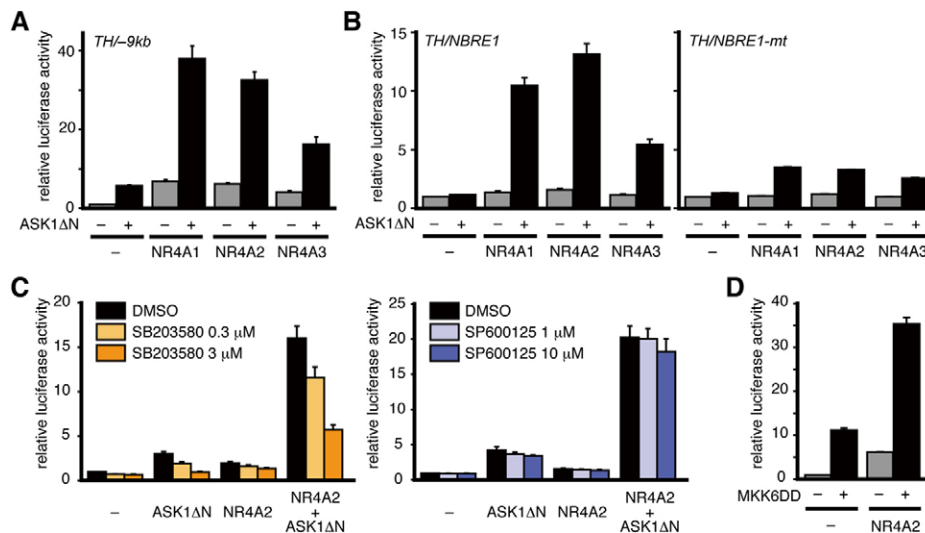 A
TH/–9kb
relative luciferase activity
40
20
0
ASK1ΔN
– + – + – + – +
– NR4A1 NR4A2 NR4A3
B
TH/NBRE1
TH/NBRE1-mt
relative luciferase activity
15
10
5
0
ASK1ΔN
– + – + – + – + – + – + – + – +
– NR4A1 NR4A2 NR4A3 – NR4A1 NR4A2 NR4A3
C
relative luciferase activity
20
15
10
5
0
DMSO
SB203580 0.3 μM
SB203580 3 μM
– ASK1ΔN NR4A2 NR4A2
+
ASK1ΔN
relative luciferase activity
25
20
15
10
5
0
DMSO
SP600125 1 μM
SP600125 10 μM
– ASK1ΔN NR4A2 NR4A2
+
ASK1ΔN
D
relative luciferase activity
40
30
20
10
0
MKK6DD
– + – +
– NR4A2